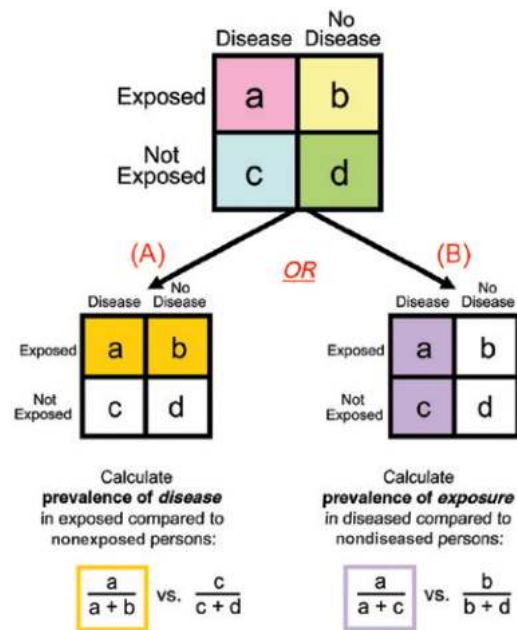 No
Disease Disease
Exposed a b
Not
Exposed c d
(A) OR (B)
No
Disease Disease
Exposed a b
Not
Exposed c d
Calculate
prevalence of disease
in exposed compared to
nonexposed persons:
a / a + b vs. c / c + d
No
Disease Disease
Exposed a b
Not
Exposed c d
Calculate
prevalence of exposure
in diseased compared to
nondiseased persons:
a / a + c vs. b / b + d